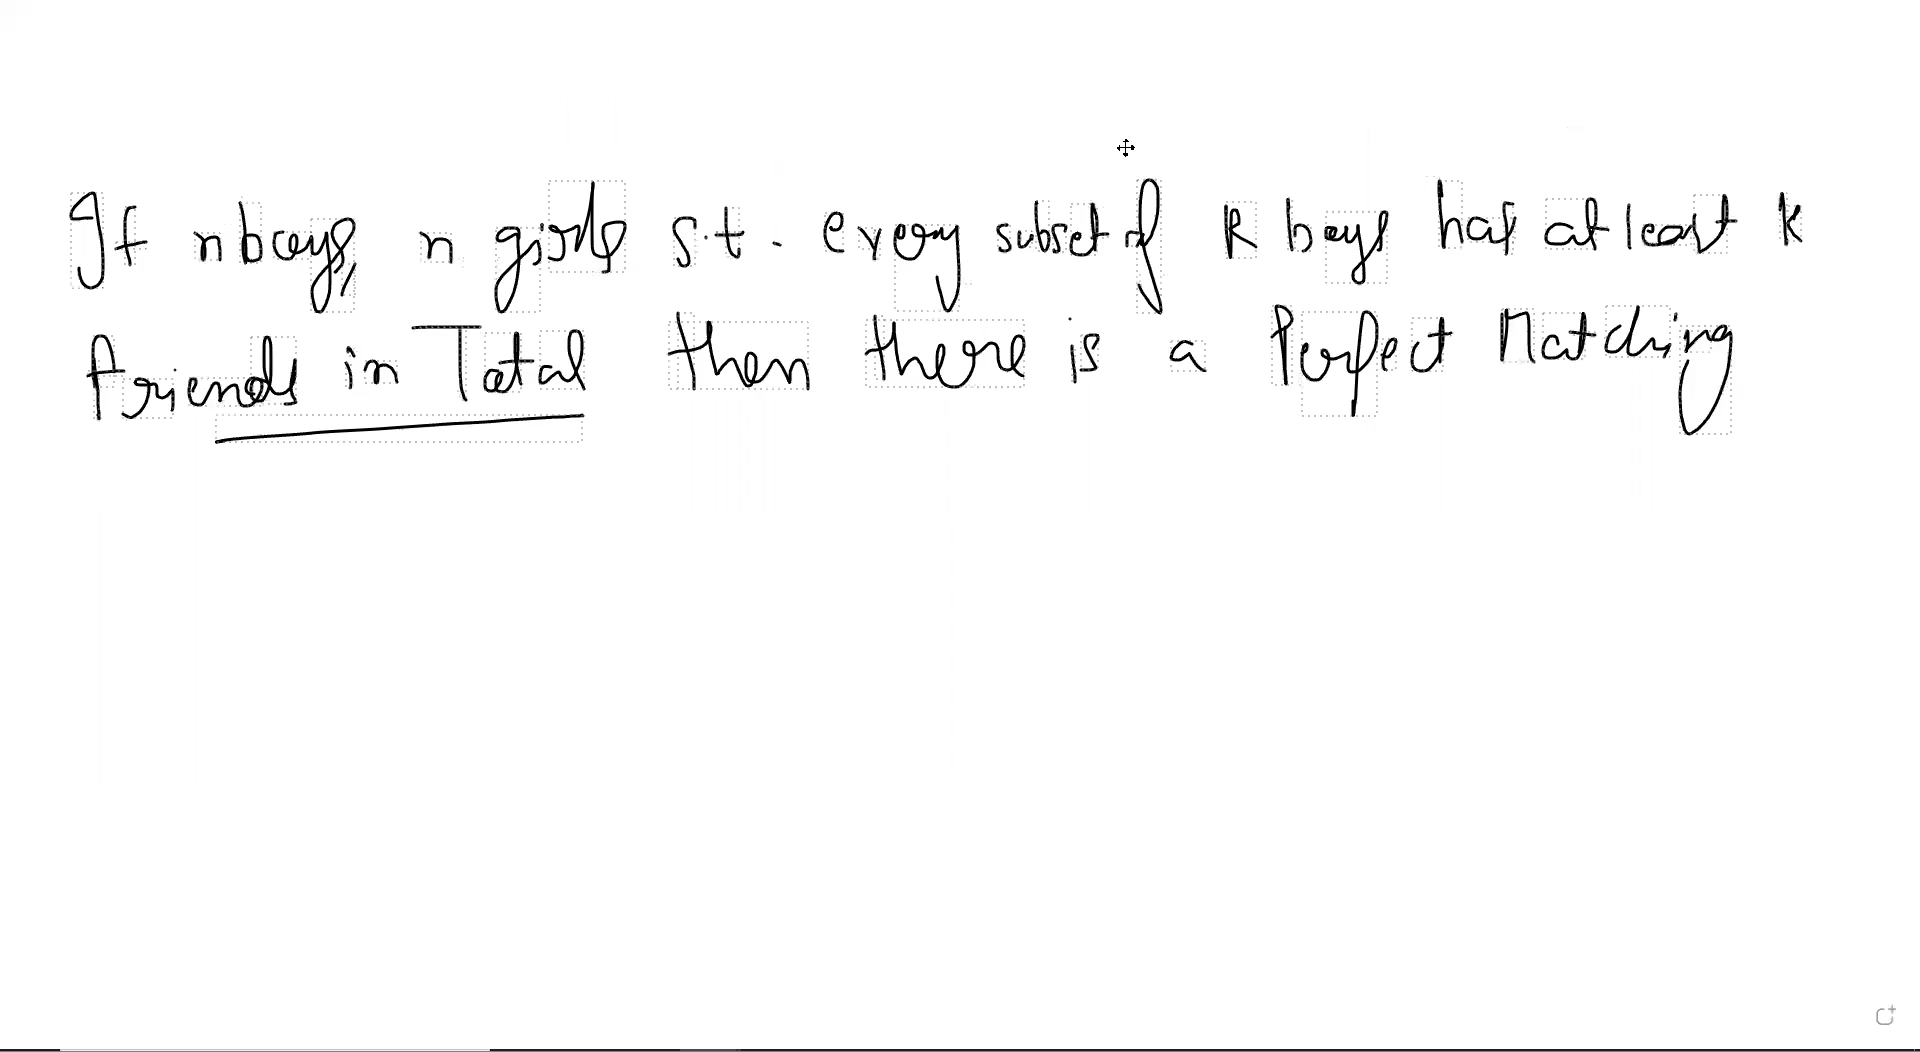 If n boys, n girls s.t. every subset of k boys has at least k
friends in Total then there is a Perfect Matching